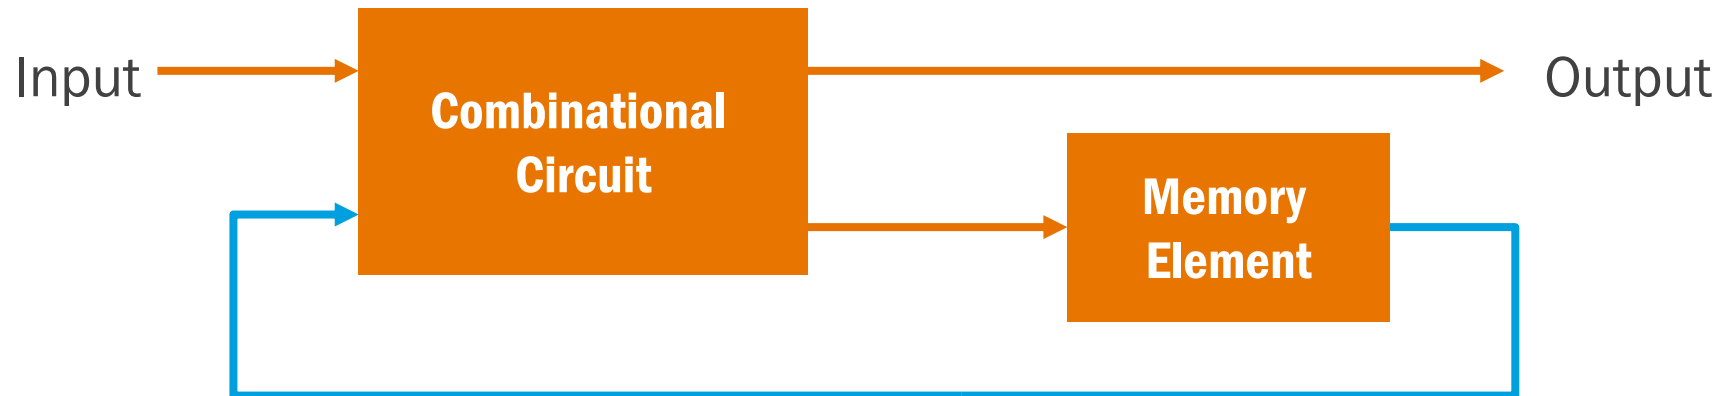 Input
Combinational
Circuit
Output
Memory
Element